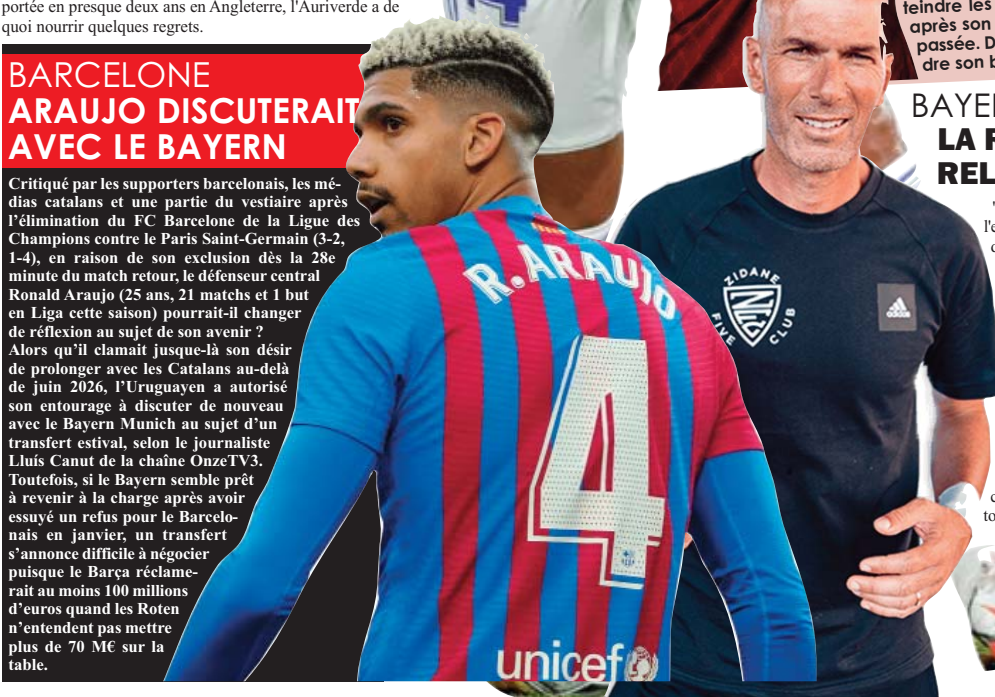 portée en presque deux ans en Angleterre, l'Auriverde a de
quoi nourrir quelques regrets.
BARCELONE
ARAUJO DISCUTERAIT
AVEC LE BAYERN
Critiqué par les supporters barcelonais, les mé-
dias catalans et une partie du vestiaire après
l'élimination du FC Barcelone de la Ligue des
Champions contre le Paris Saint-Germain (3-2,
1-4), en raison de son exclusion dès la 28e
minute du match retour, le défenseur central
Ronald Araujo (25 ans, 21 matchs et 1 but
en Liga cette saison) pourrait-il changer
de réflexion au sujet de son avenir ?
Alors qu'il clamait jusque-là son désir
de prolonger avec les Catalans au-delà
de juin 2026, l'Uruguayen a autorisé
son entourage à discuter de nouveau
avec le Bayern Munich au sujet d'un
transfert estival, selon le journaliste
Lluís Canut de la chaîne OnzeTV3.
Toutefois, si le Bayern semble prêt
à revenir à la charge après avoir
essuyé un refus pour le Barcelo-
nais en janvier, un transfert
s'annonce difficile à négocier
puisque le Barça réclame-
rait au moins 100 millions
d'euros quand les Roten
n'entendent pas mettre
plus de 70 M€ sur la
table.
R.ARAUJO
4
unicef
ZIDANE
FIVE CLUB
adidas
teindre les
après son
passée. D
dre son b
BAYE
LA
REL
l'e
to